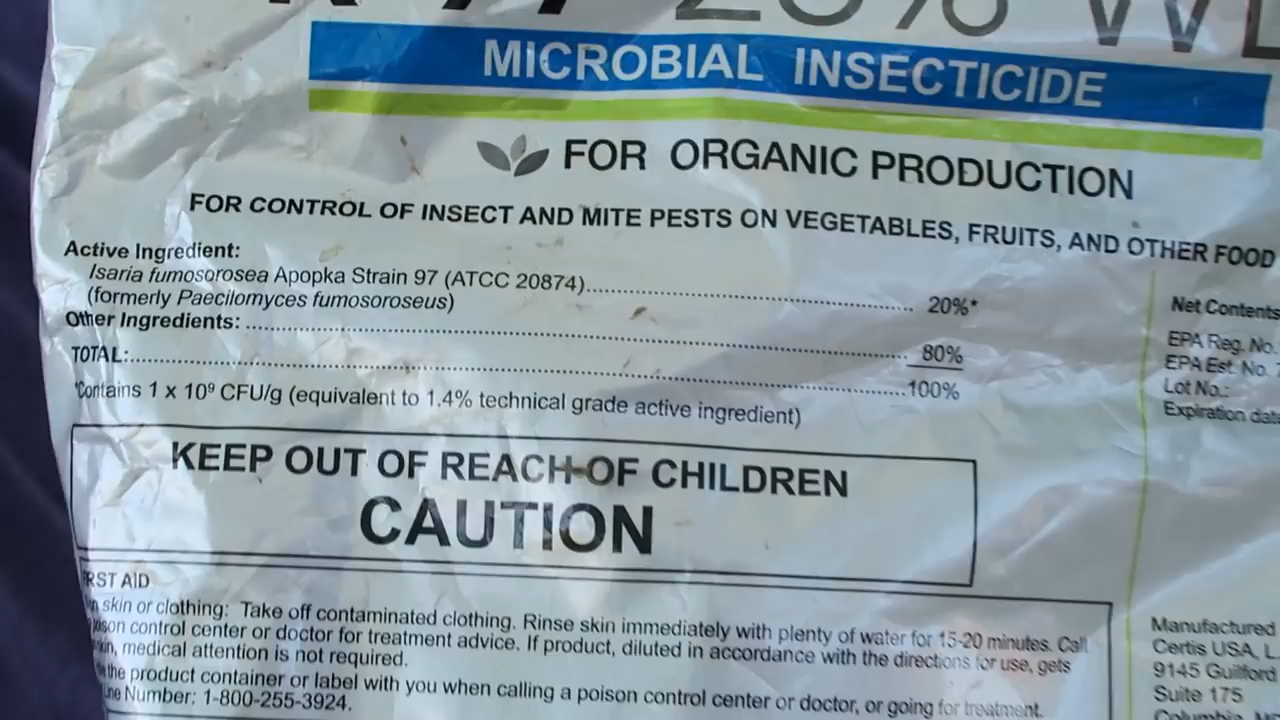 20% W
MICROBIAL INSECTICIDE
FOR ORGANIC PRODUCTION
FOR CONTROL OF INSECT AND MITE PESTS ON VEGETABLES, FRUITS, AND OTHER FOOD
Active Ingredient:
Isaria fumosorosea Apopka Strain 97 (ATCC 20874)........................................................ 20%*
(formerly Paecilomyces fumosoroseus)
Other Ingredients: ........................................................ 80%
TOTAL:........................................................100%
*Contains 1 x 10⁹ CFU/g (equivalent to 1.4% technical grade active ingredient)
Net Contents
EPA Reg. No.
EPA Est. No.
Lot No.:
Expiration date
KEEP OUT OF REACH OF CHILDREN
CAUTION
RST AID
skin or clothing: Take off contaminated clothing. Rinse skin immediately with plenty of water for 15-20 minutes. Call
control center or doctor for treatment advice. If product, diluted in accordance with the directions for use, gets
medical attention is not required.
the product container or label with you when calling a poison control center or doctor, or going for treatment.
Number: 1-800-255-3924.
Manufactured
Certis USA, L
9145 Guilford
Suite 175